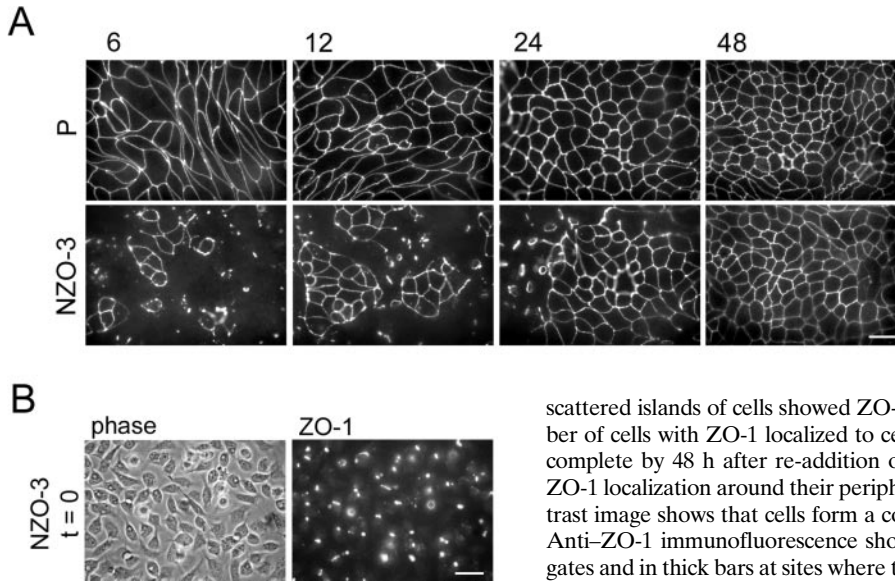 A
6 12 24 48
P
NZO-3
B
phase ZO-1
NZO-3
t = 0
scattered islands of cells showed ZO-
ber of cells with ZO-1 localized to ce
complete by 48 h after re-addition o
ZO-1 localization around their periph
trast image shows that cells form a co
Anti–ZO-1 immunofluorescence sho
gates and in thick bars at sites where